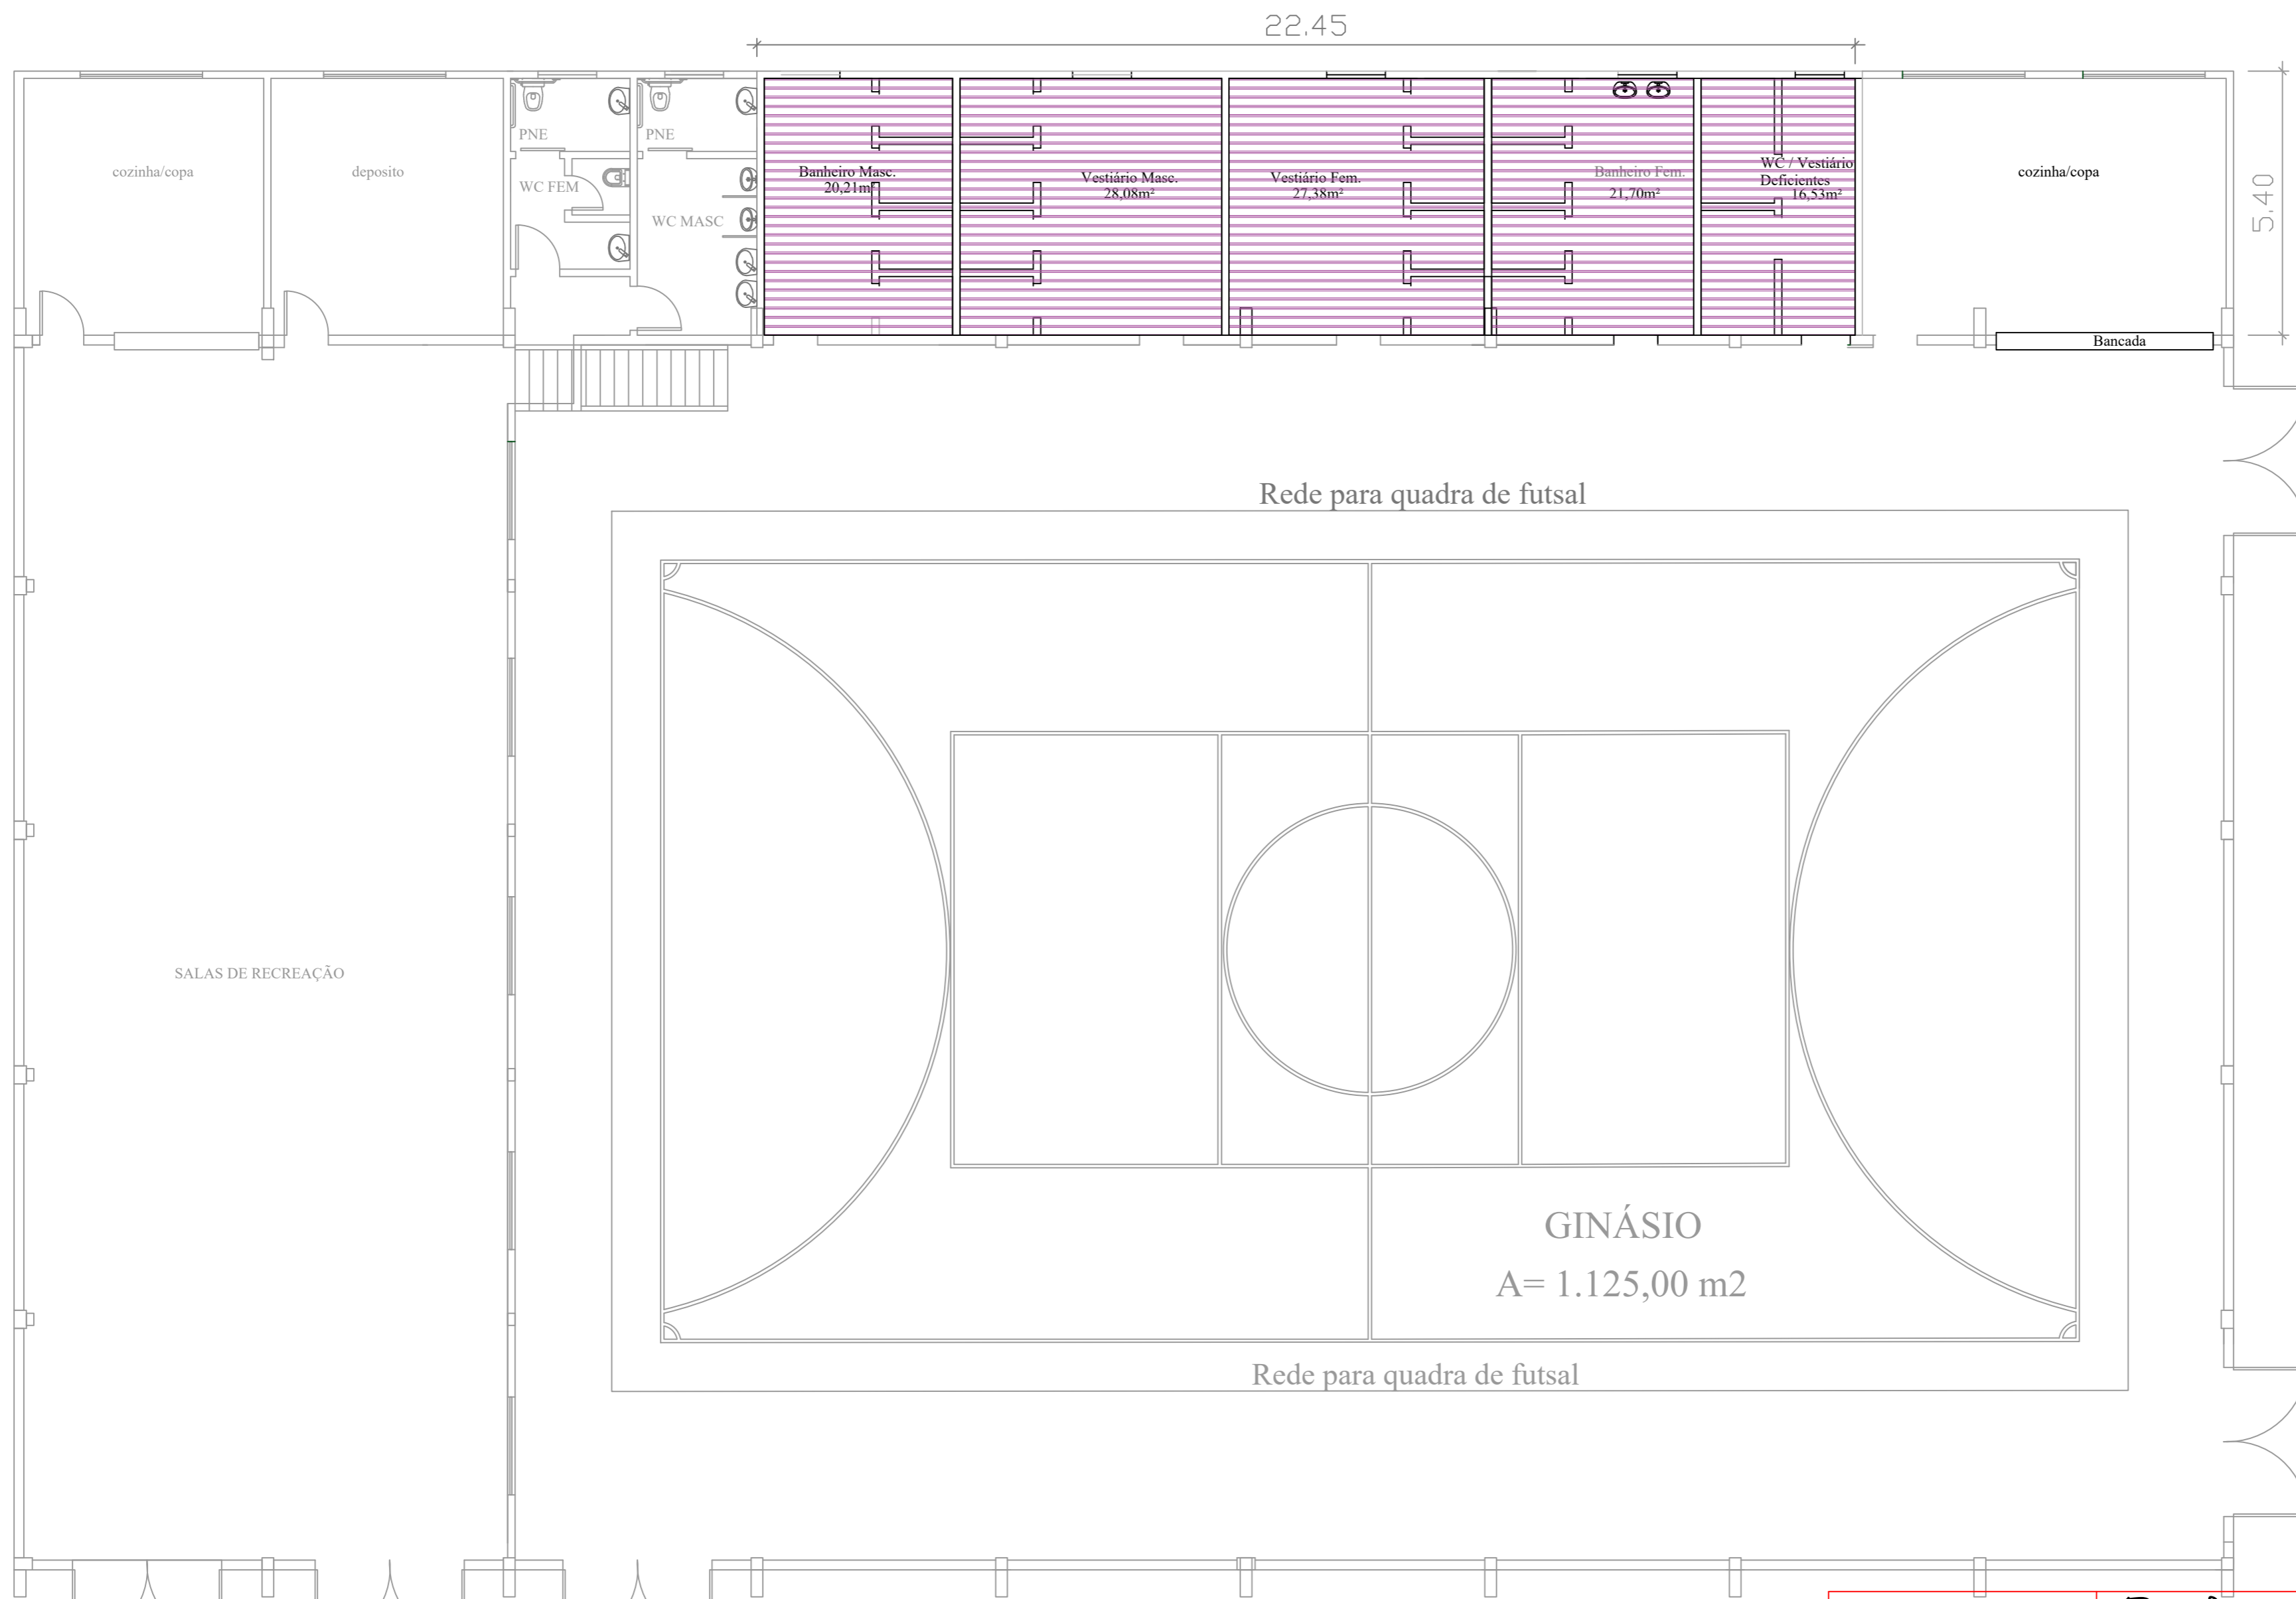 22.45
PNE
PNE
cozinha/copa
deposito
WC FEM
WC MASC
Banheiro Masc.
20,21m²
Vestiário Masc.
28,08m²
Vestiário Fem.
27,38m²
Banheiro Fem.
21,70m²
WC / Vestiário
Deficientes
16,53m²
cozinha/copa
5.40
Bancada
Rede para quadra de futsal
SALAS DE RECREAÇÃO
GINÁSIO
A= 1.125,00 m2
Rede para quadra de futsal